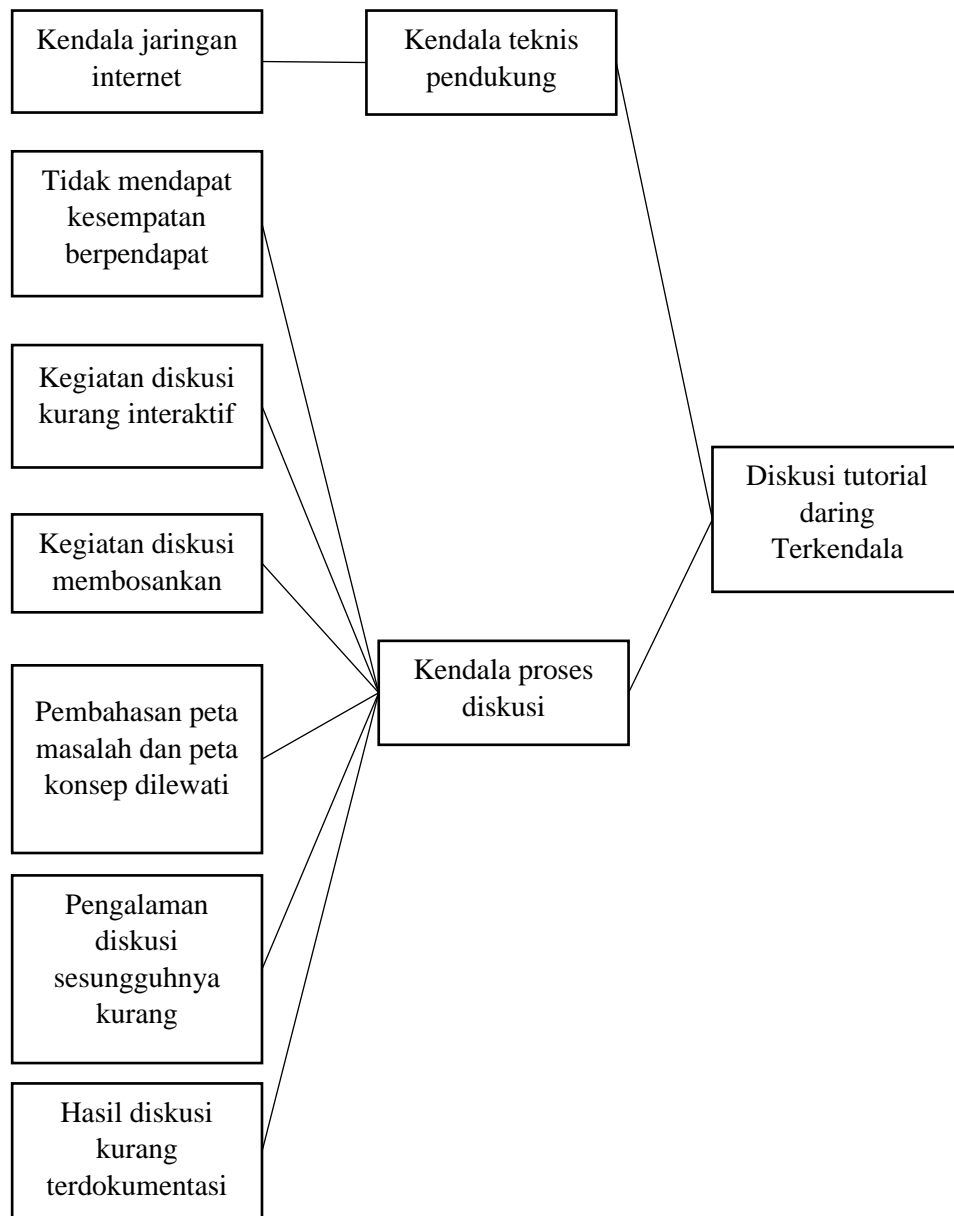 Kendala jaringan
internet
Kendala teknis
pendukung
Tidak mendapat
kesempatan
berpendapat
Kegiatan diskusi
kurang interaktif
Diskusi tutorial
daring
Terkendala
Kegiatan diskusi
membosankan
Kendala proses
diskusi
Pembahasan peta
masalah dan peta
konsep dilewati
Pengalaman
diskusi
sesungguhnya
kurang
Hasil diskusi
kurang
terdokumentasi